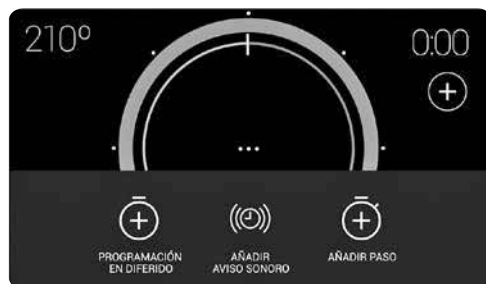 210º
0:00
PROGRAMACIÓN
EN DIFERIDO
AÑADIR
AVISO SONORO
AÑADIR PASO